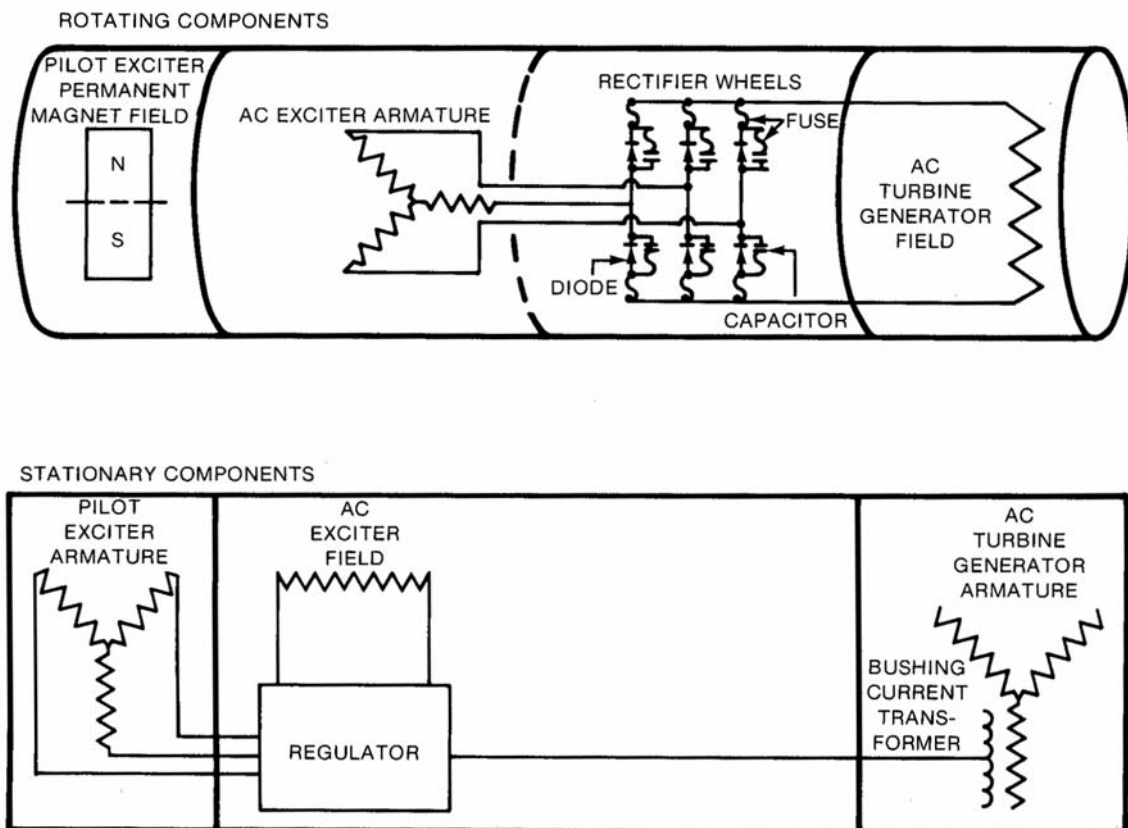 ROTATING COMPONENTS
PILOT EXCITER
PERMANENT
MAGNET FIELD
N
S
AC EXCITER ARMATURE
RECTIFIER WHEELS
FUSE
DIODE
CAPACITOR
AC
TURBINE
GENERATOR
FIELD
STATIONARY COMPONENTS
PILOT
EXCITER
ARMATURE
AC
EXCITER
FIELD
REGULATOR
AC
TURBINE
GENERATOR
ARMATURE
BUSHING
CURRENT
TRANS-
FORMER